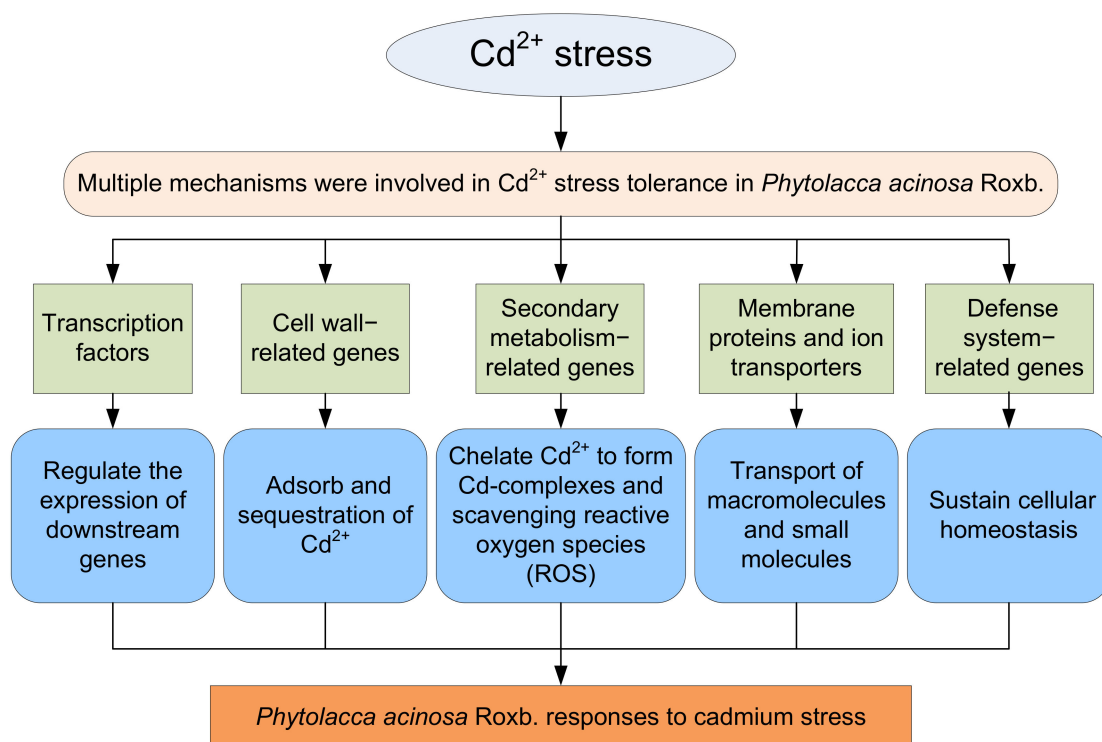 Cd²⁺ stress
Multiple mechanisms were involved in Cd²⁺ stress tolerance in Phytolacca acinosa Roxb.
Transcription
factors
Cell wall−
related genes
Secondary
metabolism−
related genes
Membrane
proteins and ion
transporters
Defense
system−
related genes
Regulate the
expression of
downstream
genes
Adsorb and
sequestration of
Cd²⁺
Chelate Cd²⁺ to form
Cd-complexes and
scavenging reactive
oxygen species
(ROS)
Transport of
macromolecules
and small
molecules
Sustain cellular
homeostasis
Phytolacca acinosa Roxb. responses to cadmium stress